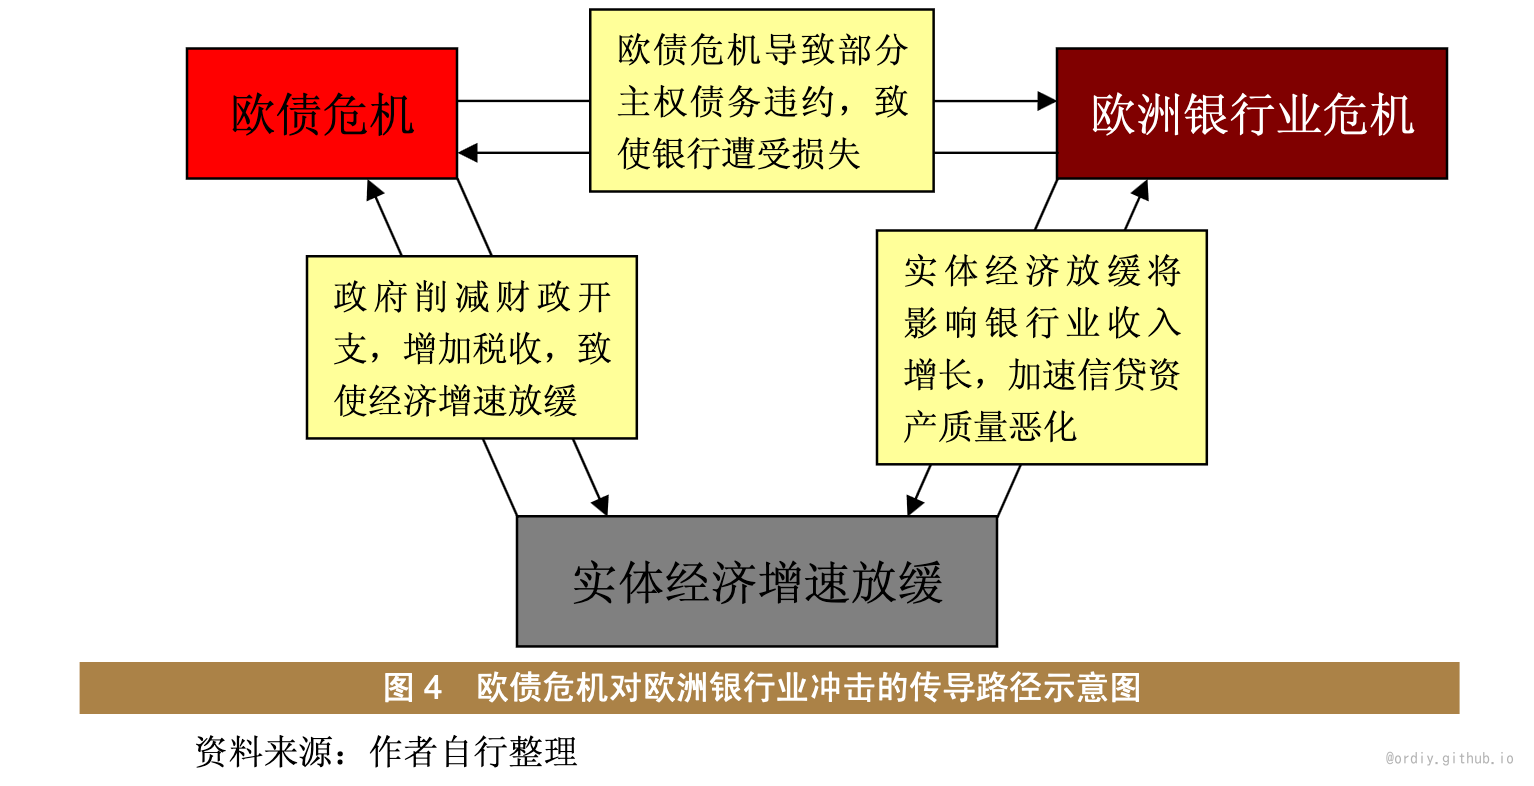 欧债危机
欧债危机导致部分
主权债务违约，致
使银行遭受损失
欧洲银行业危机
政府削减财政开
支，增加税收，致
使经济增速放缓
实体经济放缓将
影响银行业收入
增长，加速信贷资
产质量恶化
实体经济增速放缓
图 4 欧债危机对欧洲银行业冲击的传导路径示意图
资料来源：作者自行整理
@ordiy.github.io